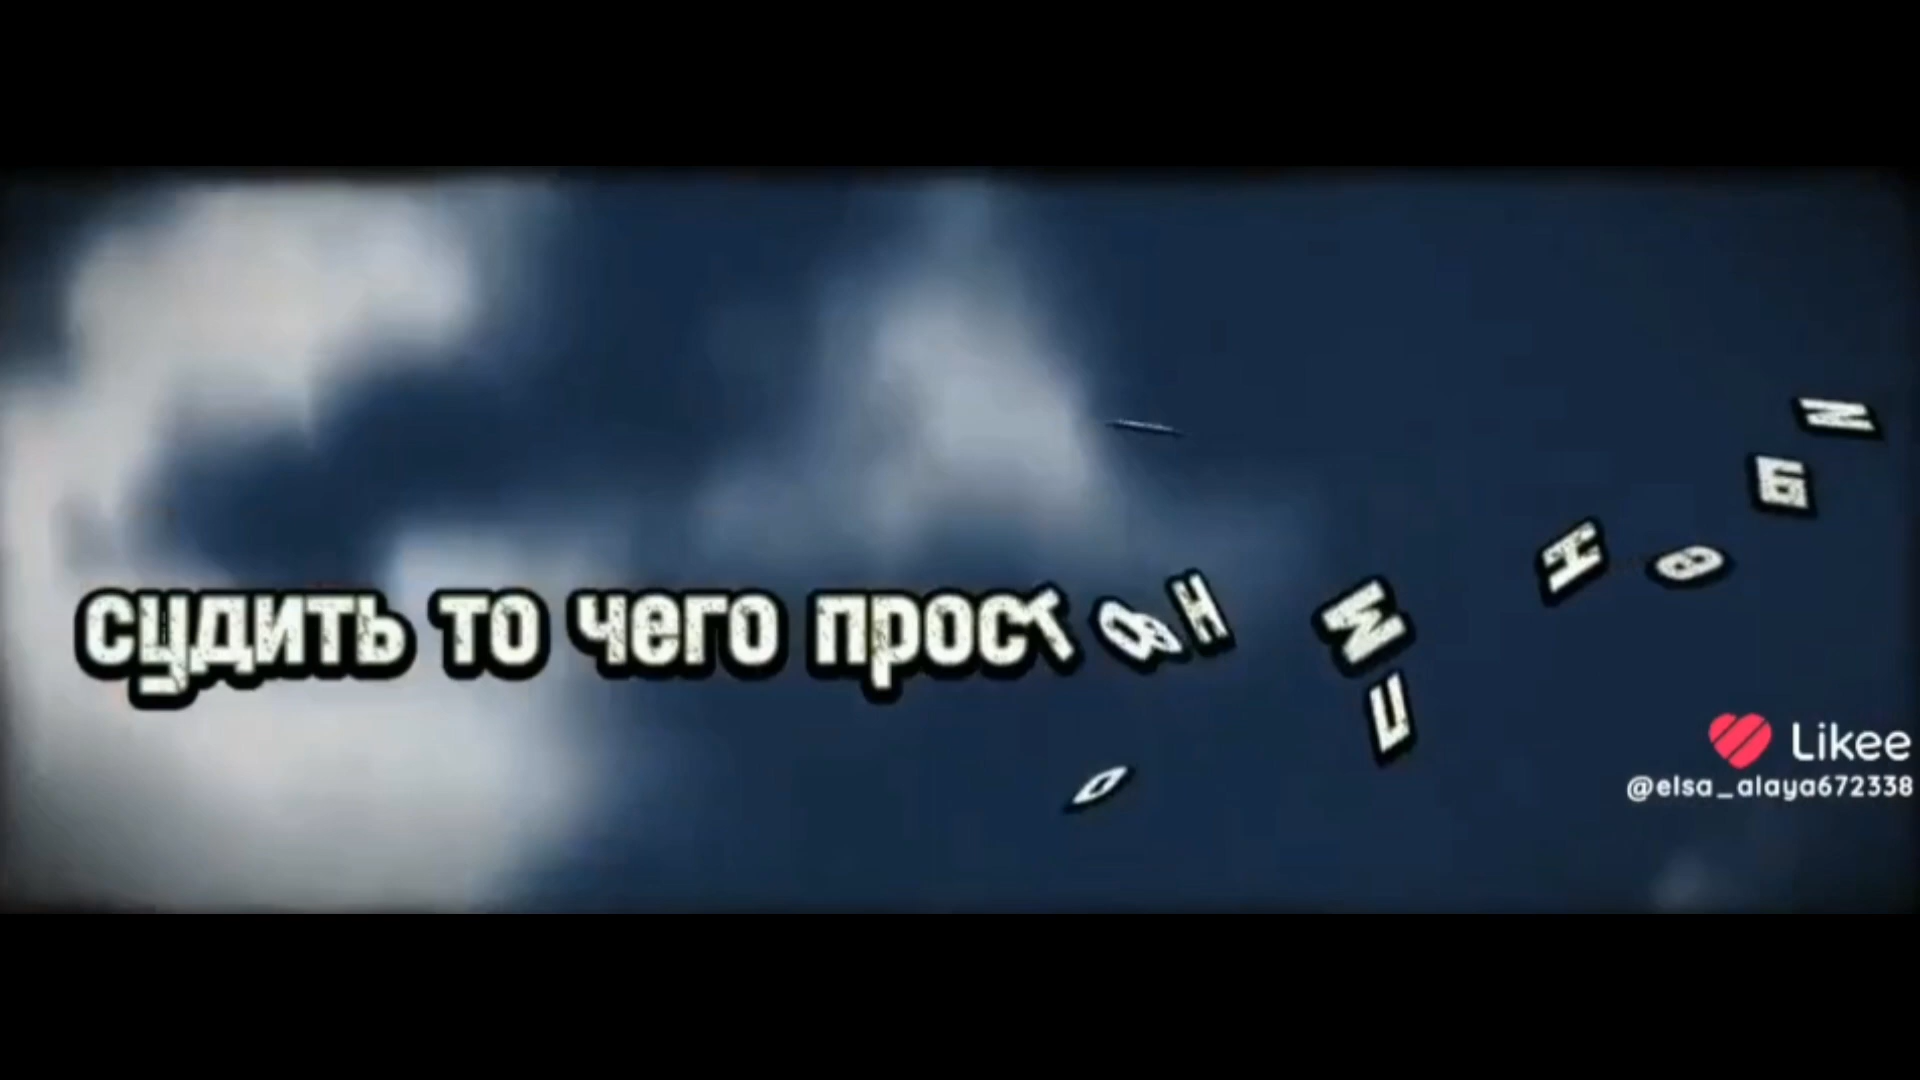 судить то чего прост
Likee
@elsa_alaya672338